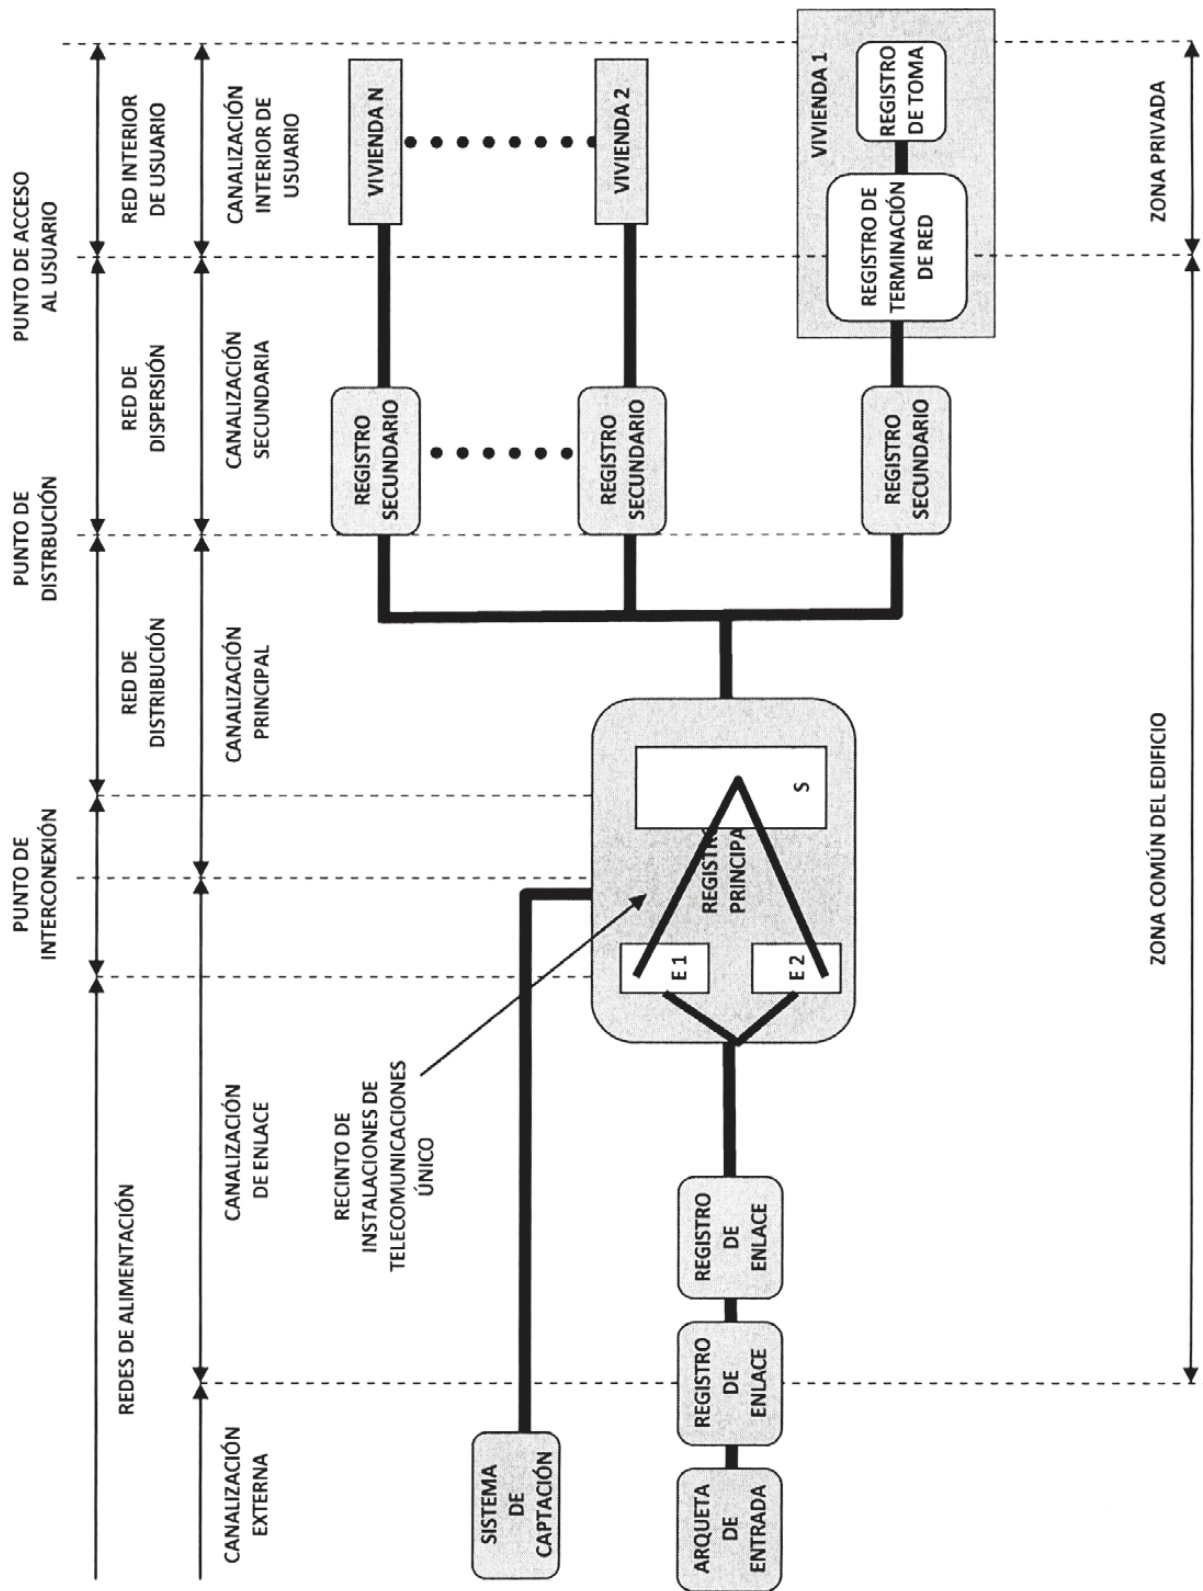 PUNTO DE
INTERCONEXIÓN
PUNTO DE
DISTRBUCIÓN
PUNTO DE ACCESO
AL USUARIO
REDES DE ALIMENTACIÓN
RED DE
DISTRIBUCIÓN
RED DE
DISPERSIÓN
RED INTERIOR
DE USUARIO
CANALIZACIÓN
EXTERNA
CANALIZACIÓN
DE ENLACE
CANALIZACIÓN
PRINCIPAL
CANALIZACIÓN
SECUNDARIA
CANALIZACIÓN
INTERIOR DE
USUARIO
RECINTO DE
INSTALACIONES DE
TELECOMUNICACIONES
ÚNICO
REGISTRO
SECUNDARIO
VIVIENDA N
SISTEMA
DE
CAPTACIÓN
REGISTRO
SECUNDARIO
VIVIENDA 2
ARQUETA
DE
ENTRADA
REGISTRO
DE
ENLACE
REGISTRO
DE
ENLACE
E 1
E 2
REGISTR
PRINCIPA
S
REGISTRO
SECUNDARIO
VIVIENDA 1
REGISTRO DE
TERMINACIÓN
DE RED
REGISTRO
DE TOMA
ZONA COMÚN DEL EDIFICIO
ZONA PRIVADA